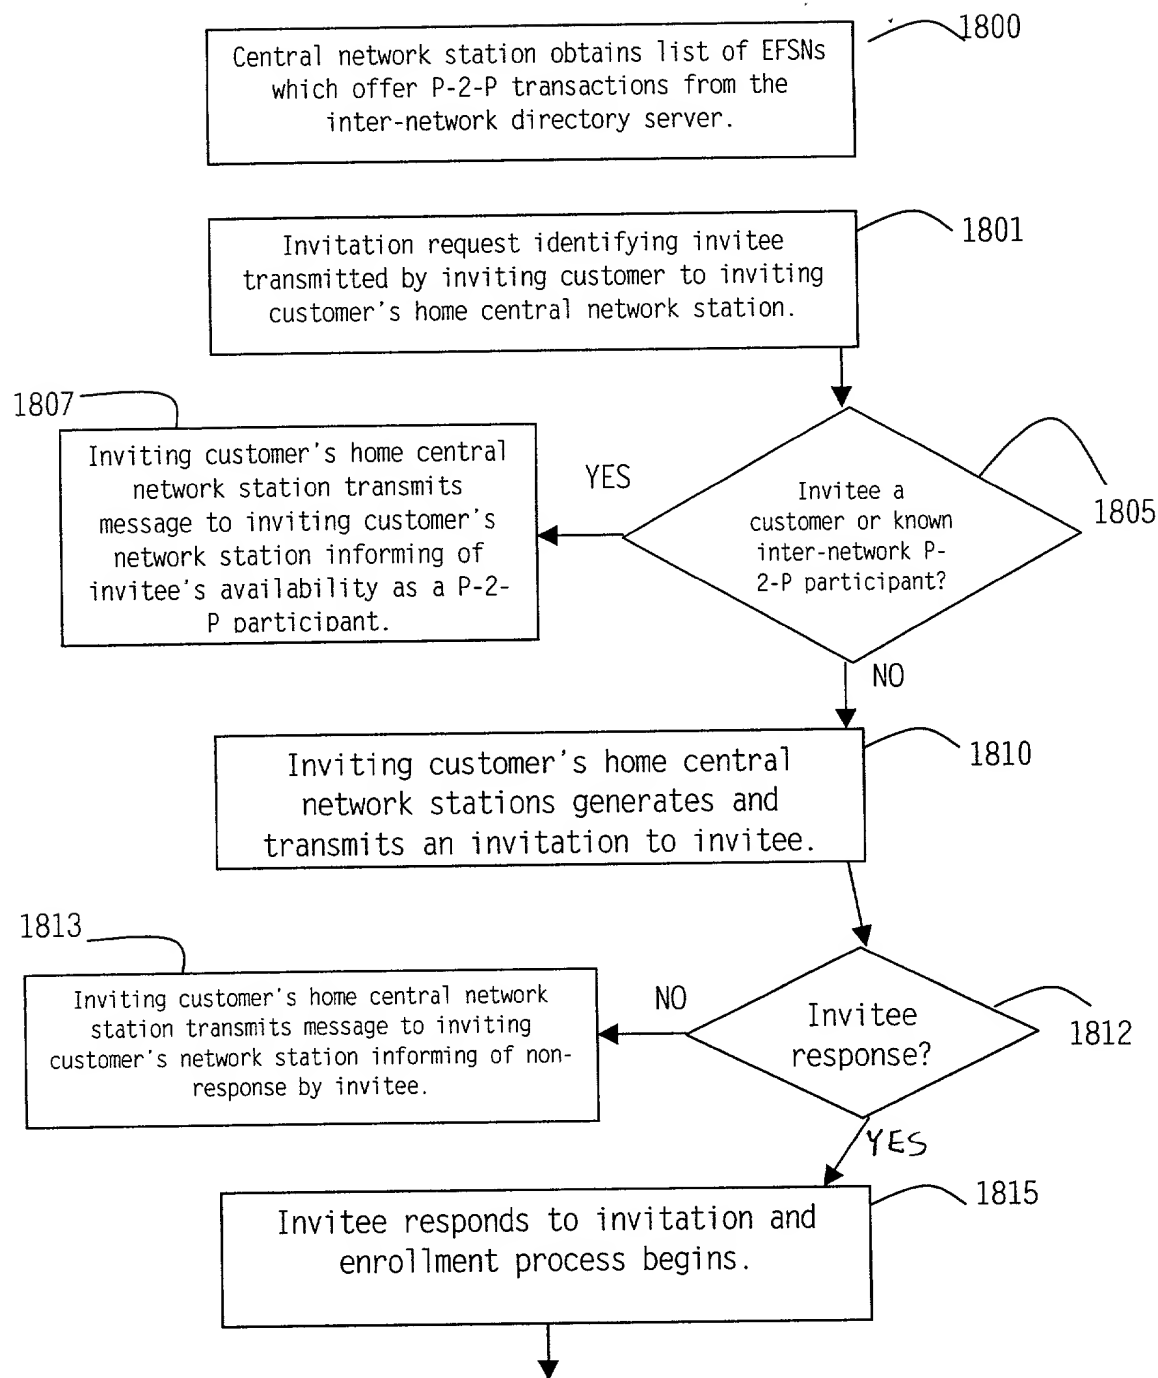 1800
Central network station obtains list of EFSNs
which offer P-2-P transactions from the
inter-network directory server.
1801
Invitation request identifying invitee
transmitted by inviting customer to inviting
customer's home central network station.
1807
Inviting customer's home central
network station transmits
message to inviting customer's
network station informing of
invitee's availability as a P-2-
P participant.
YES
1805
Invitee a
customer or known
inter-network P-
2-P participant?
NO
1810
Inviting customer's home central
network stations generates and
transmits an invitation to invitee.
1813
Inviting customer's home central network
station transmits message to inviting
customer's network station informing of non-
response by invitee.
NO
Invitee
response?
1812
YES
1815
Invitee responds to invitation and
enrollment process begins.